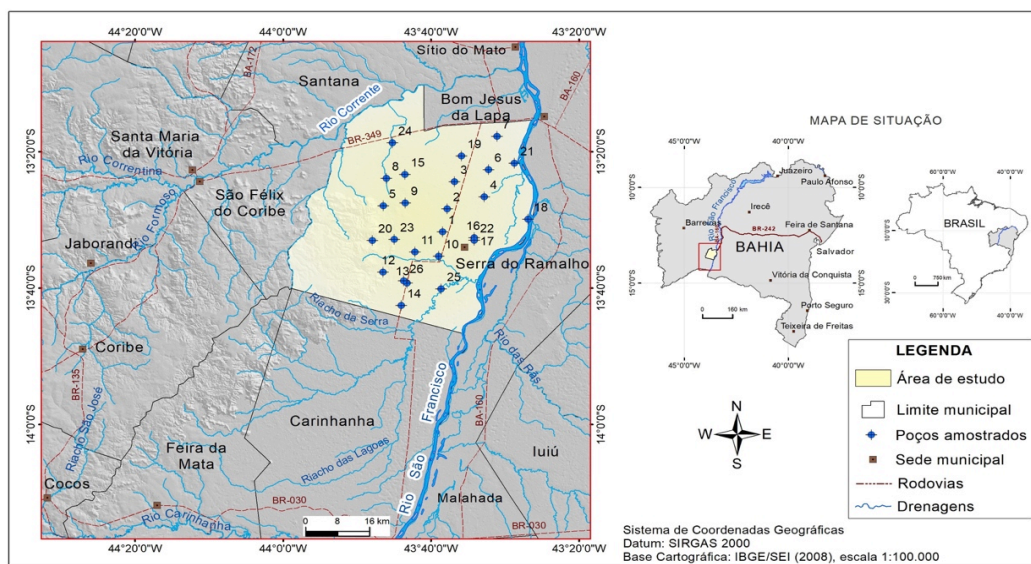 44°20'0"W
44°0'0"W
43°40'0"W
43°20'0"W
Sítio do Mato
BA-172
Santana
BA-160
Rio Corrente
Bom Jesus
da Lapa
BR-349
13°20'0"S
13°20'0"S
Santa Maria
da Vitória
Rio Correntina
24
7
19
6
21
8
15
3
4
5
9
2
18
São Félix
do Coribe
Rio Formoso
1
16
22
20
23
11
10
17
Jaborandi
Serra do Ramalho
12
13
26
25
14
13°40'0"S
13°40'0"S
Riacho da Serra
Rio das Rãs
Coribe
BR-135
Riacho São José
Carinhanha
Rio São Francisco
BA-160
14°0'0"S
14°0'0"S
Feira da
Mata
Riacho das Lagoas
Iuiú
Cocos
BR-030
Malahada
Rio Carinhanha
BR-030
0 8 16 km
44°20'0"W
44°0'0"W
43°40'0"W
43°20'0"W
MAPA DE SITUAÇÃO
45°0'0"W
40°0'0"W
Juazeiro
Paulo Afonso
10°0'0"S
Rio São Francisco
Irecê
Barreiras
Feira de Santana
BR-242
BAHIA
Salvador
Vitória da Conquista
15°0'0"S
Porto Seguro
0 160 km
Teixeira de Freitas
45°0'0"W
40°0'0"W
60°0'0"W
40°0'0"W
0°0'0"
BRASIL
0 750 km
30°0'0"S
60°0'0"W
40°0'0"W
N
W E
S
LEGENDA
Área de estudo
Limite municipal
Poços amostrados
Sede municipal
Rodovias
Drenagens
Sistema de Coordenadas Geográficas
Datum: SIRGAS 2000
Base Cartográfica: IBGE/SEI (2008), escala 1:100.000